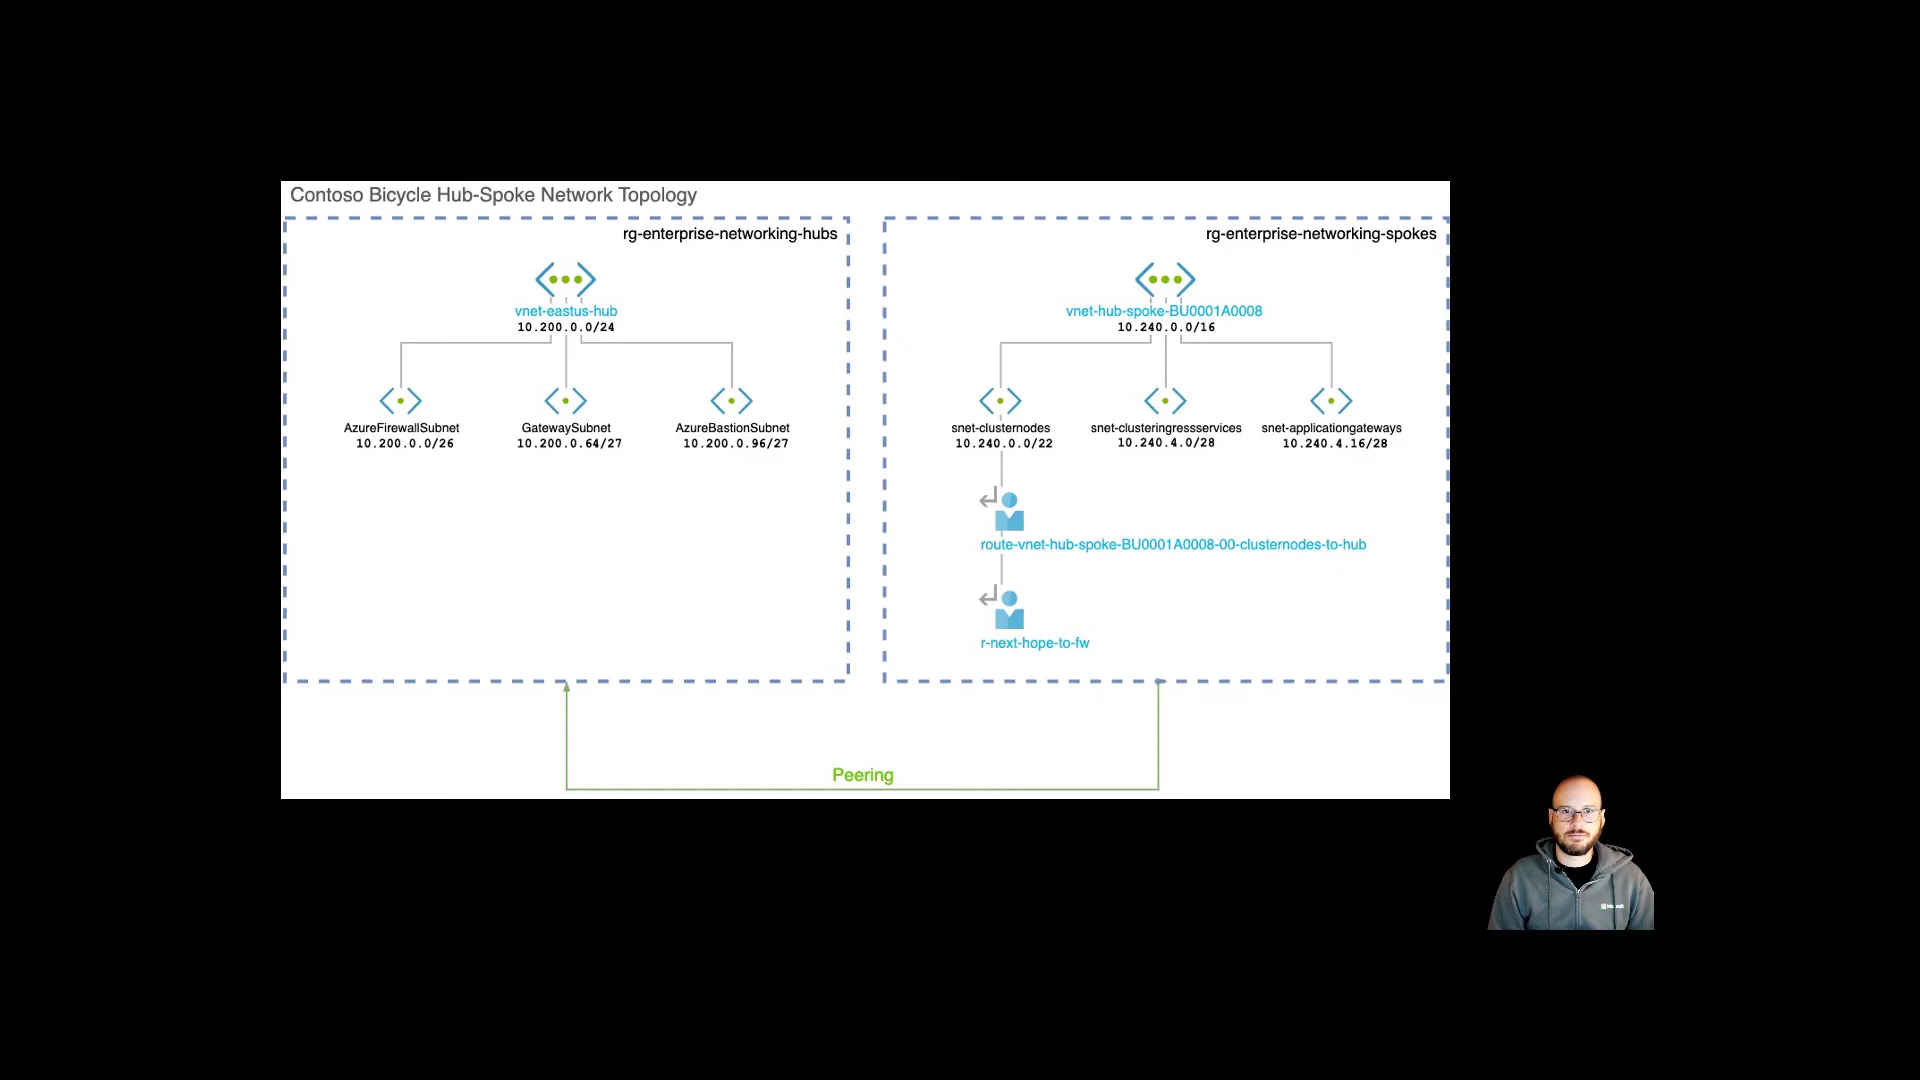 Contoso Bicycle Hub-Spoke Network Topology
rg-enterprise-networking-hubs
vnet-eastus-hub
10.200.0.0/24
AzureFirewallSubnet
10.200.0.0/26
GatewaySubnet
10.200.0.64/27
AzureBastionSubnet
10.200.0.96/27
rg-enterprise-networking-spokes
vnet-hub-spoke-BU0001A0008
10.240.0.0/16
snet-clusternodes
10.240.0.0/22
snet-clusteringressservices
10.240.4.0/28
snet-applicationgateways
10.240.4.16/28
route-vnet-hub-spoke-BU0001A0008-00-clusternodes-to-hub
r-next-hope-to-fw
Peering